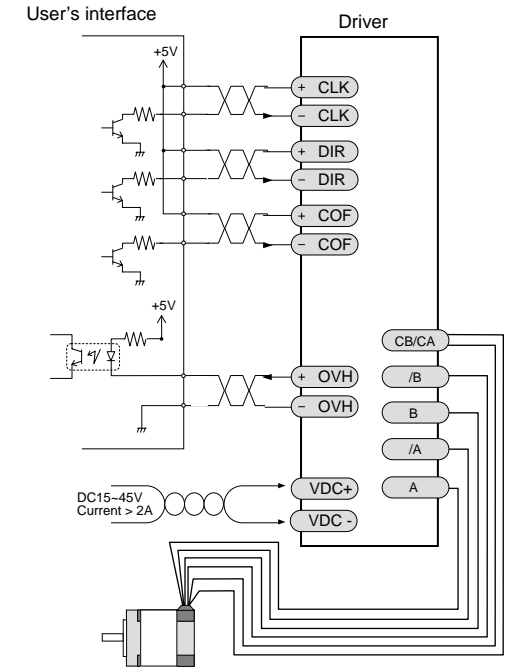 User's interface
Driver
+5V
+ CLK
− CLK
+ DIR
− DIR
+ COF
− COF
+5V
CB/CA
+ OVH
/B
− OVH
B
/A
VDC+
A
DC15~45V
Current > 2A
VDC -